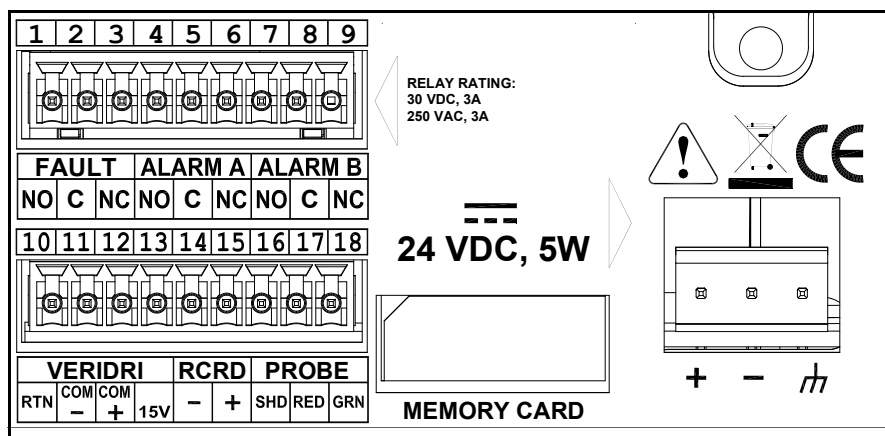 1 2 3 4 5 6 7 8 9
RELAY RATING:
30 VDC, 3A
250 VAC, 3A
FAULT ALARM A ALARM B
NO C NC NO C NC NO C NC
24 VDC, 5W
CE
10 11 12 13 14 15 16 17 18
VERIDRI RCRD PROBE
RTN COM - COM + 15V - + SHD RED GRN
MEMORY CARD
+ -